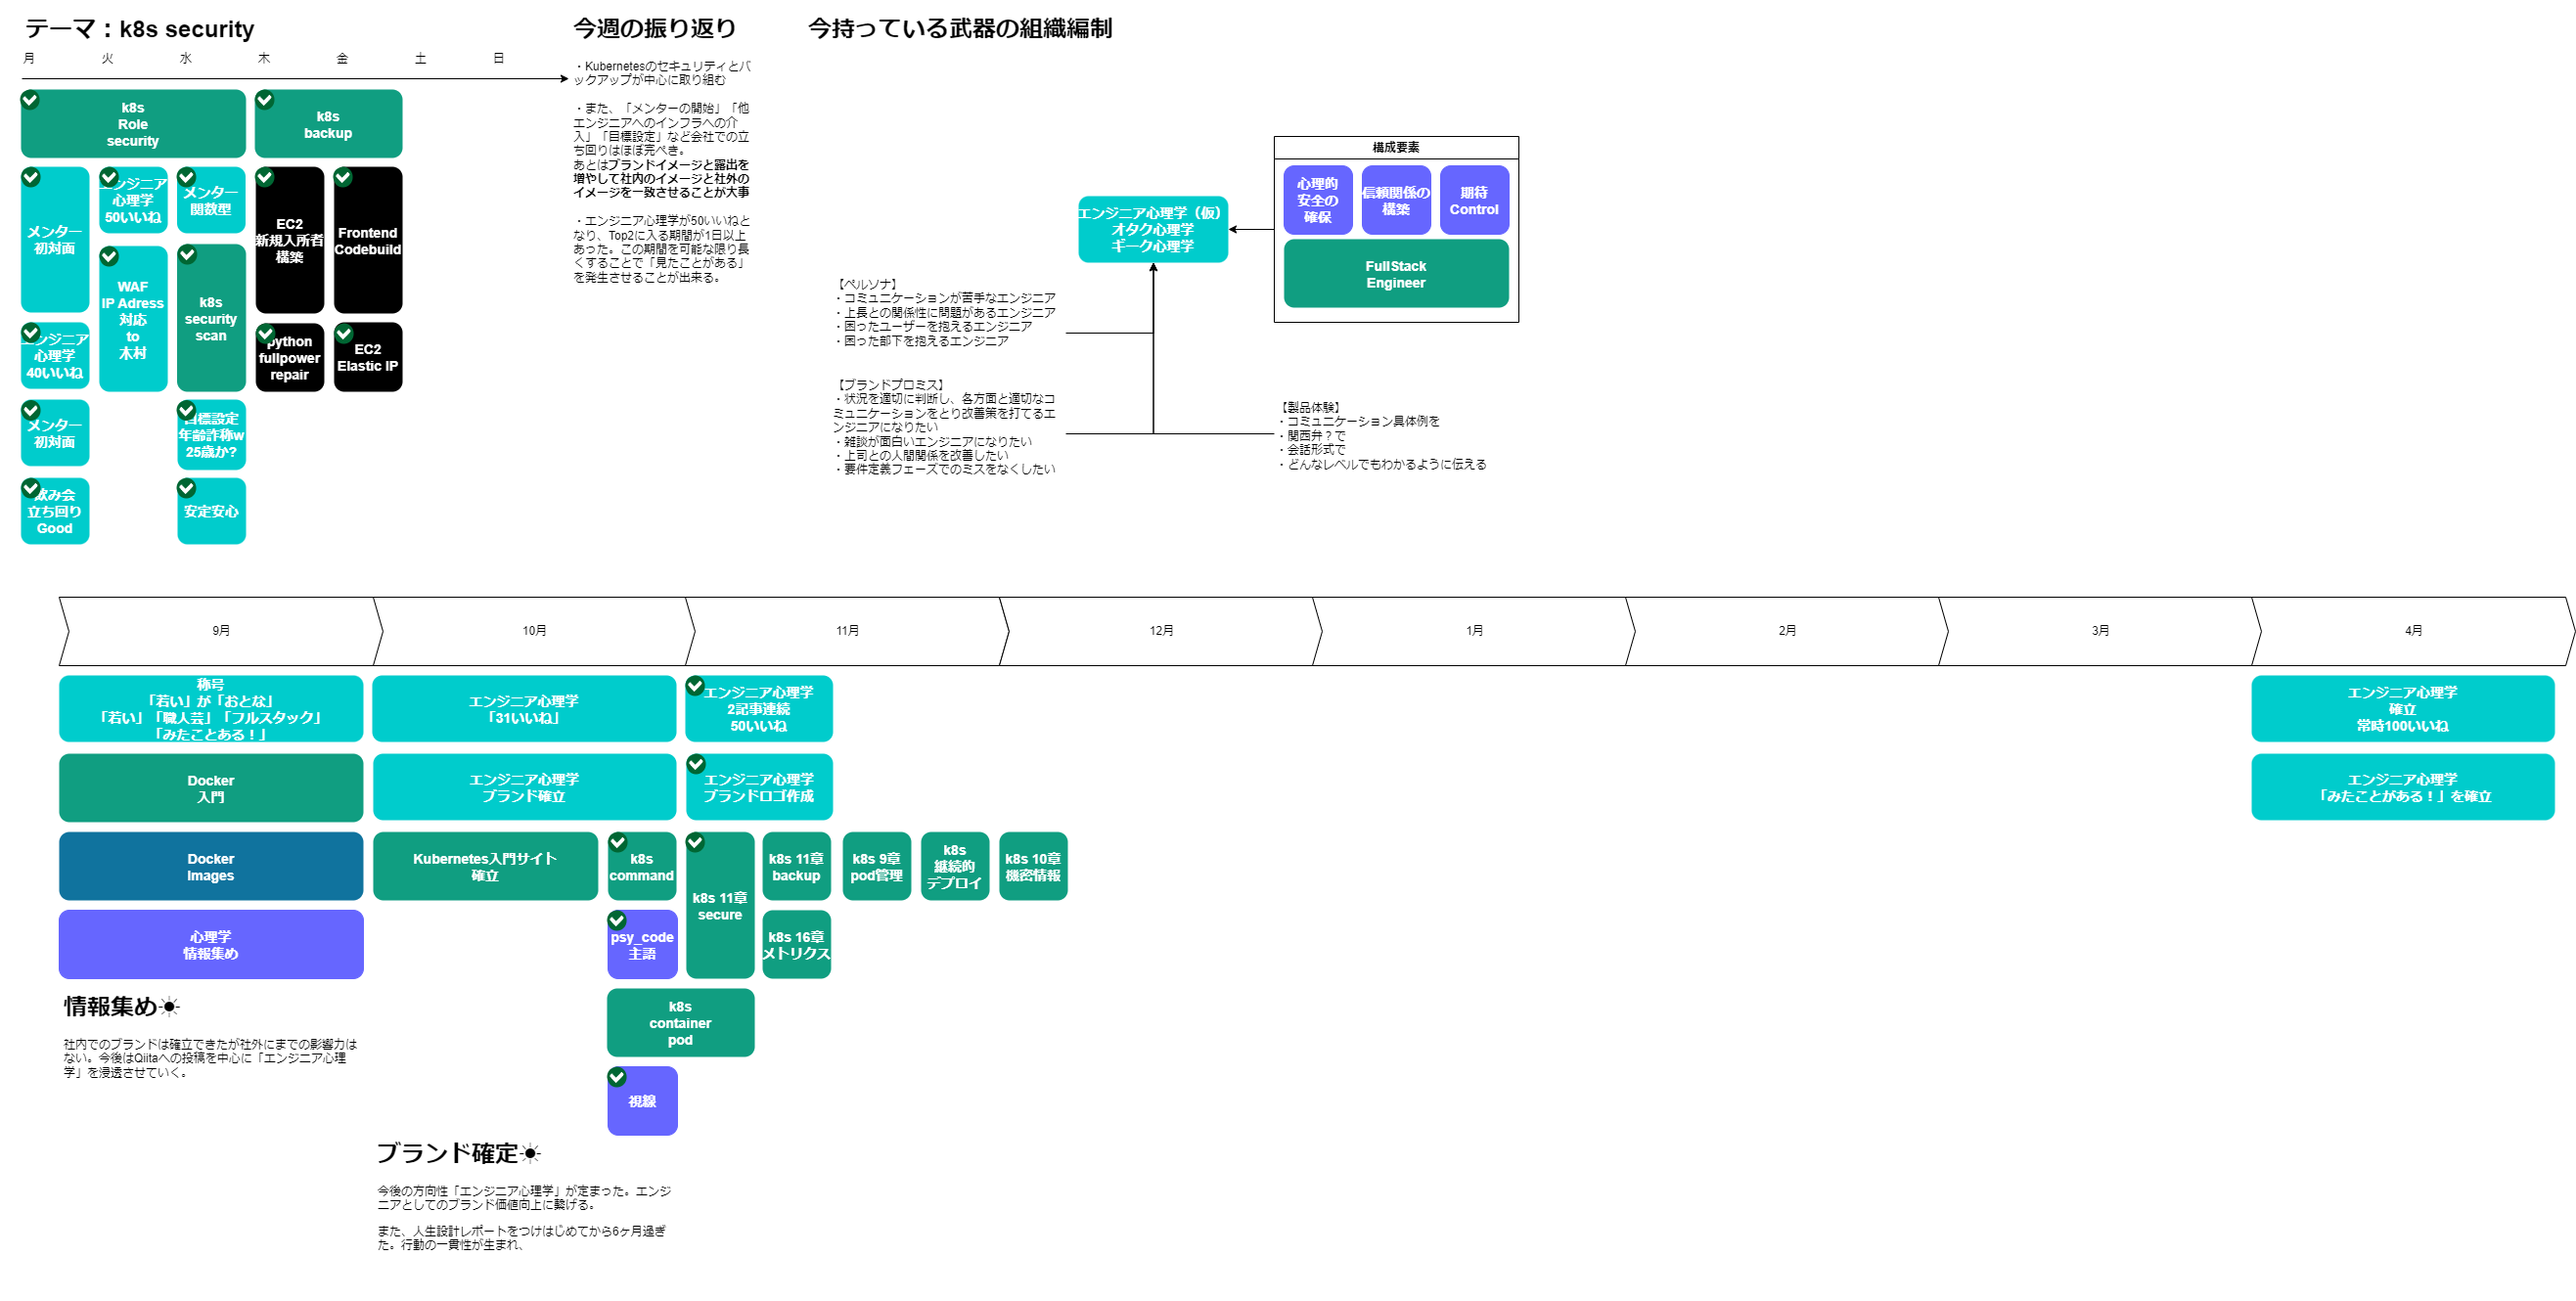 テーマ：k8s security
月
火
水
木
金
土
日
k8s
Role
security
k8s
backup
メンター
初対面
エンジニア
心理学
50いいね
メンター
関数型
EC2
新規入所者
構築
Frontend
Codebuild
WAF
IP Adress
対応
to
木村
k8s
security
scan
エンジニア
心理学
40いいね
python
fullpower
repair
EC2
Elastic IP
メンター
初対面
目標設定
年齢詐称w
25歳か?
飲み会
立ち回り
Good
安定安心
今週の振り返り
・Kubernetesのセキュリティとバ
ックアップが中心に取り組む
・また、「メンターの開始」「他
エンジニアへのインフラへの介
入」「目標設定」など会社での立
ち回りはほぼ完ぺき。
あとはブランドイメージと露出を
増やして社内のイメージと社外の
イメージを一致させることが大事
・エンジニア心理学が50いいねと
なり、Top2に入る期間が1日以上
あった。この期間を可能な限り長
くすることで「見たことがある」
を発生させることが出来る。
今持っている武器の組織編制
エンジニア心理学（仮）
オタク心理学
ギーク心理学
構成要素
心理的
安全の
確保
信頼関係の
構築
期待
Control
FullStack
Engineer
【ペルソナ】
・コミュニケーションが苦手なエンジニア
・上長との関係性に問題があるエンジニア
・困ったユーザーを抱えるエンジニア
・困った部下を抱えるエンジニア
【ブランドプロミス】
・状況を適切に判断し、各方面と適切なコ
ミュニケーションをとり改善策を打てるエ
ンジニアになりたい
・雑談が面白いエンジニアになりたい
・上司との人間関係を改善したい
・要件定義フェーズでのミスをなくしたい
【製品体験】
・コミュニケーション具体例を
・関西弁？で
・会話形式で
・どんなレベルでもわかるように伝える
9月
10月
11月
12月
1月
2月
3月
4月
称号
「若い」が「おとな」
「若い」「職人芸」「フルスタック」
「みたことある！」
エンジニア心理学
「31いいね」
エンジニア心理学
2記事連続
50いいね
エンジニア心理学
確立
常時100いいね
Docker
入門
エンジニア心理学
ブランド確立
エンジニア心理学
ブランドロゴ作成
エンジニア心理学
「みたことがある！」を確立
Docker
Images
Kubernetes入門サイト
確立
k8s
command
k8s 11章
secure
k8s 11章
backup
k8s 9章
pod管理
k8s
継続的
デプロイ
k8s 10章
機密情報
心理学
情報集め
psy_code
主語
k8s 16章
メトリクス
k8s
container
pod
視線
情報集め☀
社内でのブランドは確立できたが社外にまでの影響力は
ない。今後はQiitaへの投稿を中心に「エンジニア心理
学」を浸透させていく。
ブランド確定☀
今後の方向性「エンジニア心理学」が定まった。エンジ
ニアとしてのブランド価値向上に繋げる。
また、人生設計レポートをつけはじめてから6ヶ月過ぎ
た。行動の一貫性が生まれ、